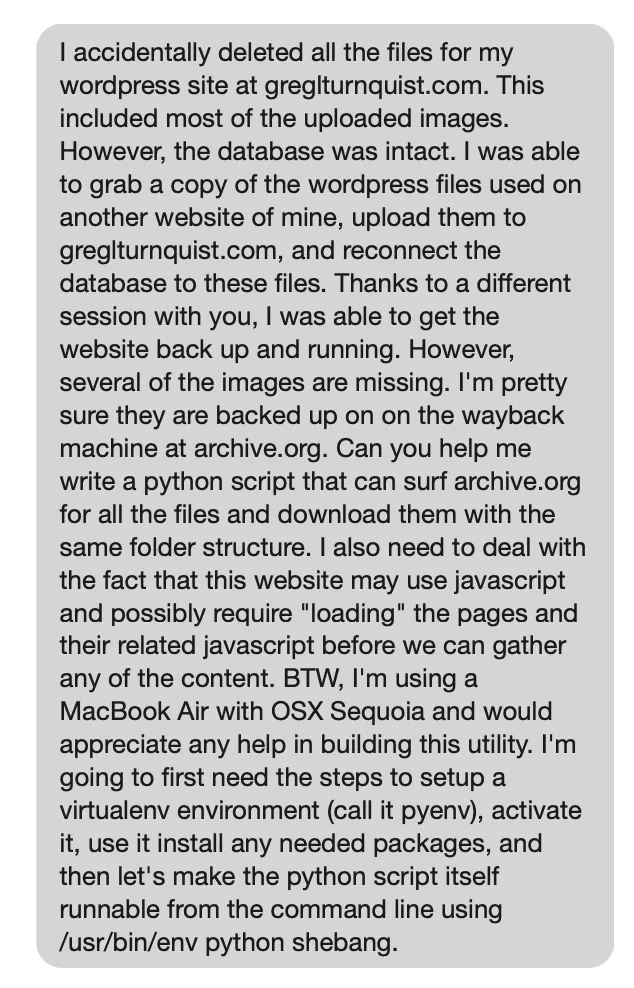 I accidentally deleted all the files for my
wordpress site at greglturnquist.com. This
included most of the uploaded images.
However, the database was intact. I was able
to grab a copy of the wordpress files used on
another website of mine, upload them to
greglturnquist.com, and reconnect the
database to these files. Thanks to a different
session with you, I was able to get the
website back up and running. However,
several of the images are missing. I'm pretty
sure they are backed up on on the wayback
machine at archive.org. Can you help me
write a python script that can surf archive.org
for all the files and download them with the
same folder structure. I also need to deal with
the fact that this website may use javascript
and possibly require "loading" the pages and
their related javascript before we can gather
any of the content. BTW, I'm using a
MacBook Air with OSX Sequoia and would
appreciate any help in building this utility. I'm
going to first need the steps to setup a
virtualenv environment (call it pyenv), activate
it, use it install any needed packages, and
then let's make the python script itself
runnable from the command line using
/usr/bin/env python shebang.